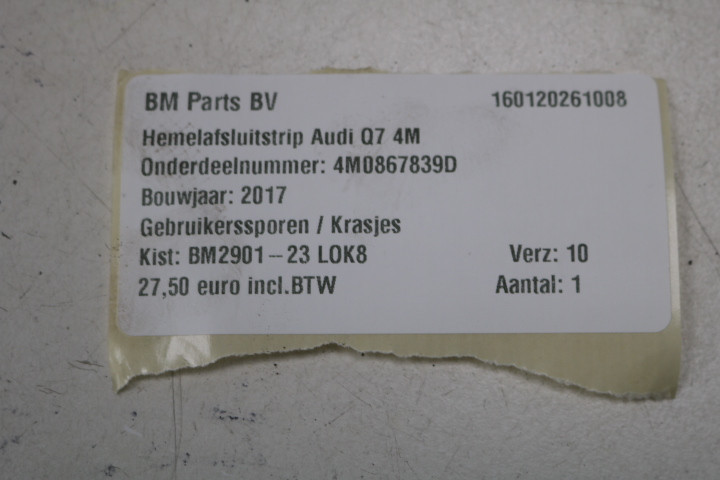 BM Parts BV 160120261008
Hemelafsluitstrip Audi Q7 4M
Onderdeelnummer: 4M0867839D
Bouwjaar: 2017
Gebruikerssporen / Krasjes
Kist: BM2901--23 LOK8 Verz: 10
27,50 euro incl.BTW Aantal: 1